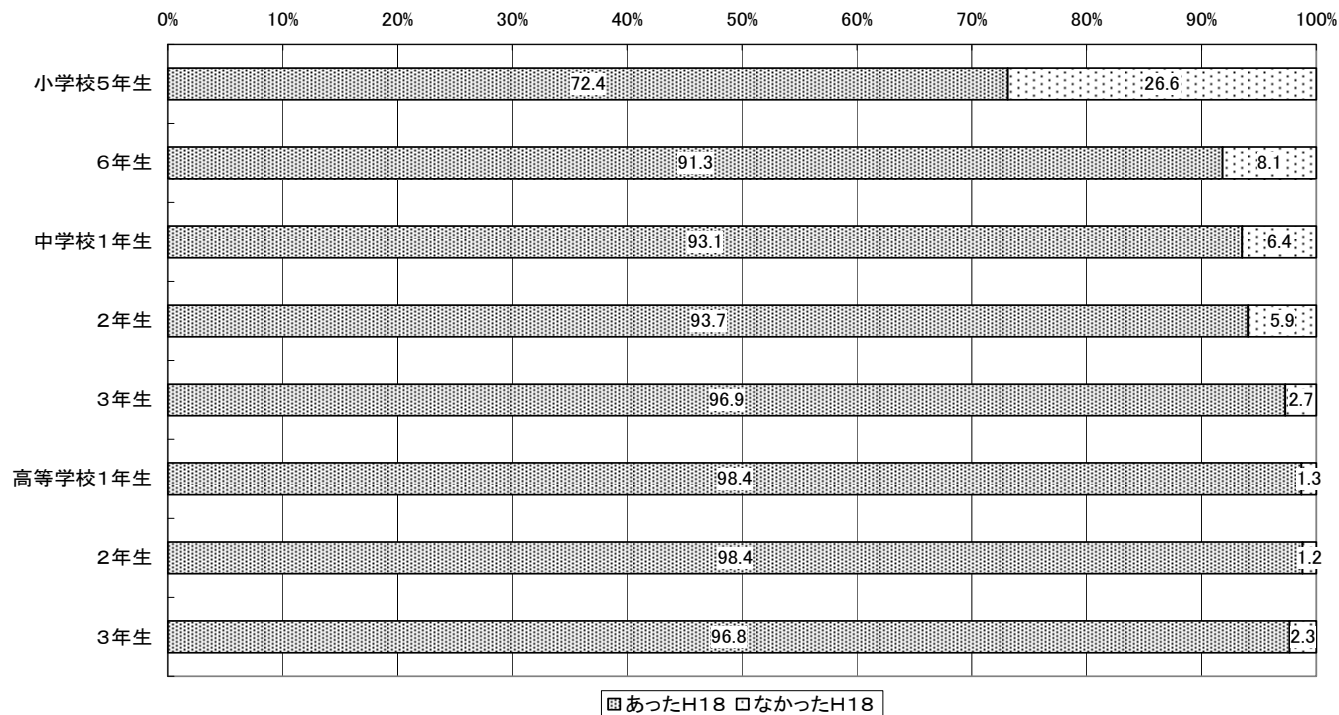 0% 10% 20% 30% 40% 50% 60% 70% 80% 90% 100%
小学校5年生 72.4 26.6
6年生 91.3 8.1
中学校1年生 93.1 6.4
2年生 93.7 5.9
3年生 96.9 2.7
高等学校1年生 98.4 1.3
2年生 98.4 1.2
3年生 96.8 2.3
あったH18 なかったH18